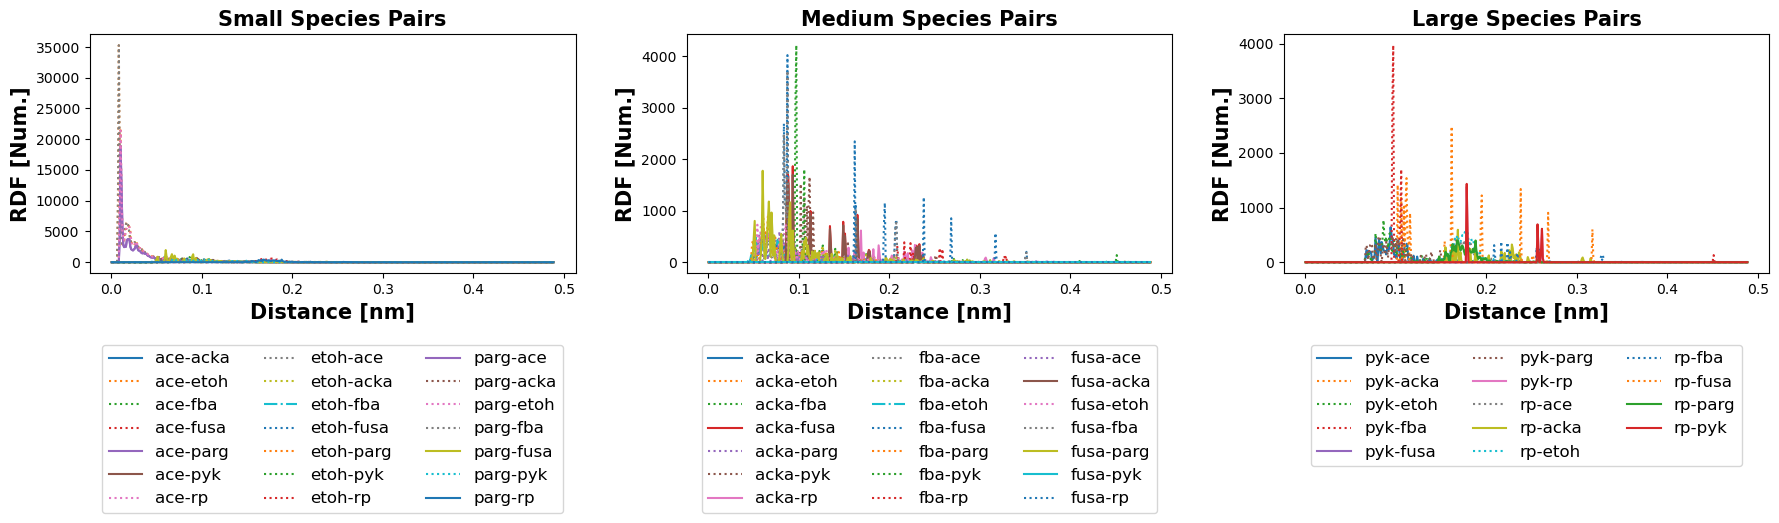 Small Species Pairs
RDF [Num.]
35000
30000
25000
20000
15000
10000
5000
0
0.0 0.1 0.2 0.3 0.4 0.5
Distance [nm]
ace-acka etoh-ace parg-ace
ace-etoh etoh-acka parg-acka
ace-fba etoh-fba parg-etoh
ace-fusa etoh-fusa parg-fba
ace-parg etoh-parg parg-fusa
ace-pyk etoh-pyk parg-pyk
ace-rp etoh-rp parg-rp
Medium Species Pairs
RDF [Num.]
4000
3000
2000
1000
0
0.0 0.1 0.2 0.3 0.4 0.5
Distance [nm]
acka-ace fba-ace fusa-ace
acka-etoh fba-acka fusa-acka
acka-fba fba-etoh fusa-etoh
acka-fusa fba-fusa fusa-fba
acka-parg fba-parg fusa-parg
acka-pyk fba-pyk fusa-pyk
acka-rp fba-rp fusa-rp
Large Species Pairs
RDF [Num.]
4000
3000
2000
1000
0
0.0 0.1 0.2 0.3 0.4 0.5
Distance [nm]
pyk-ace pyk-parg rp-fba
pyk-acka pyk-rp rp-fusa
pyk-etoh rp-ace rp-parg
pyk-fba rp-acka rp-pyk
pyk-fusa rp-etoh